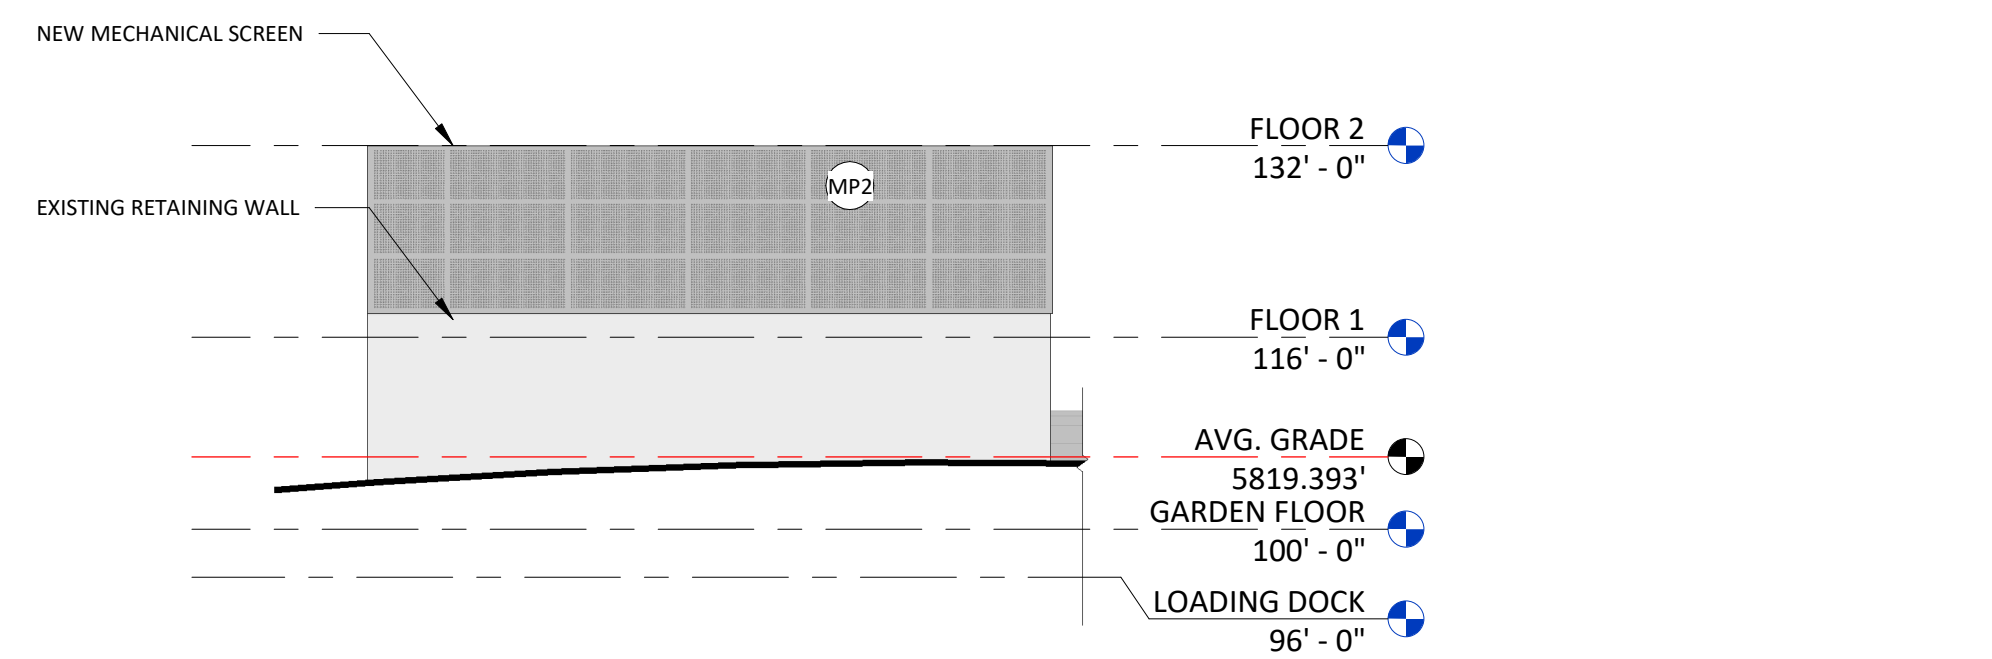 NEW MECHANICAL SCREEN
FLOOR 2
132' - 0"
MP2
EXISTING RETAINING WALL
FLOOR 1
116' - 0"
AVG. GRADE
5819.393'
GARDEN FLOOR
100' - 0"
LOADING DOCK
96' - 0"